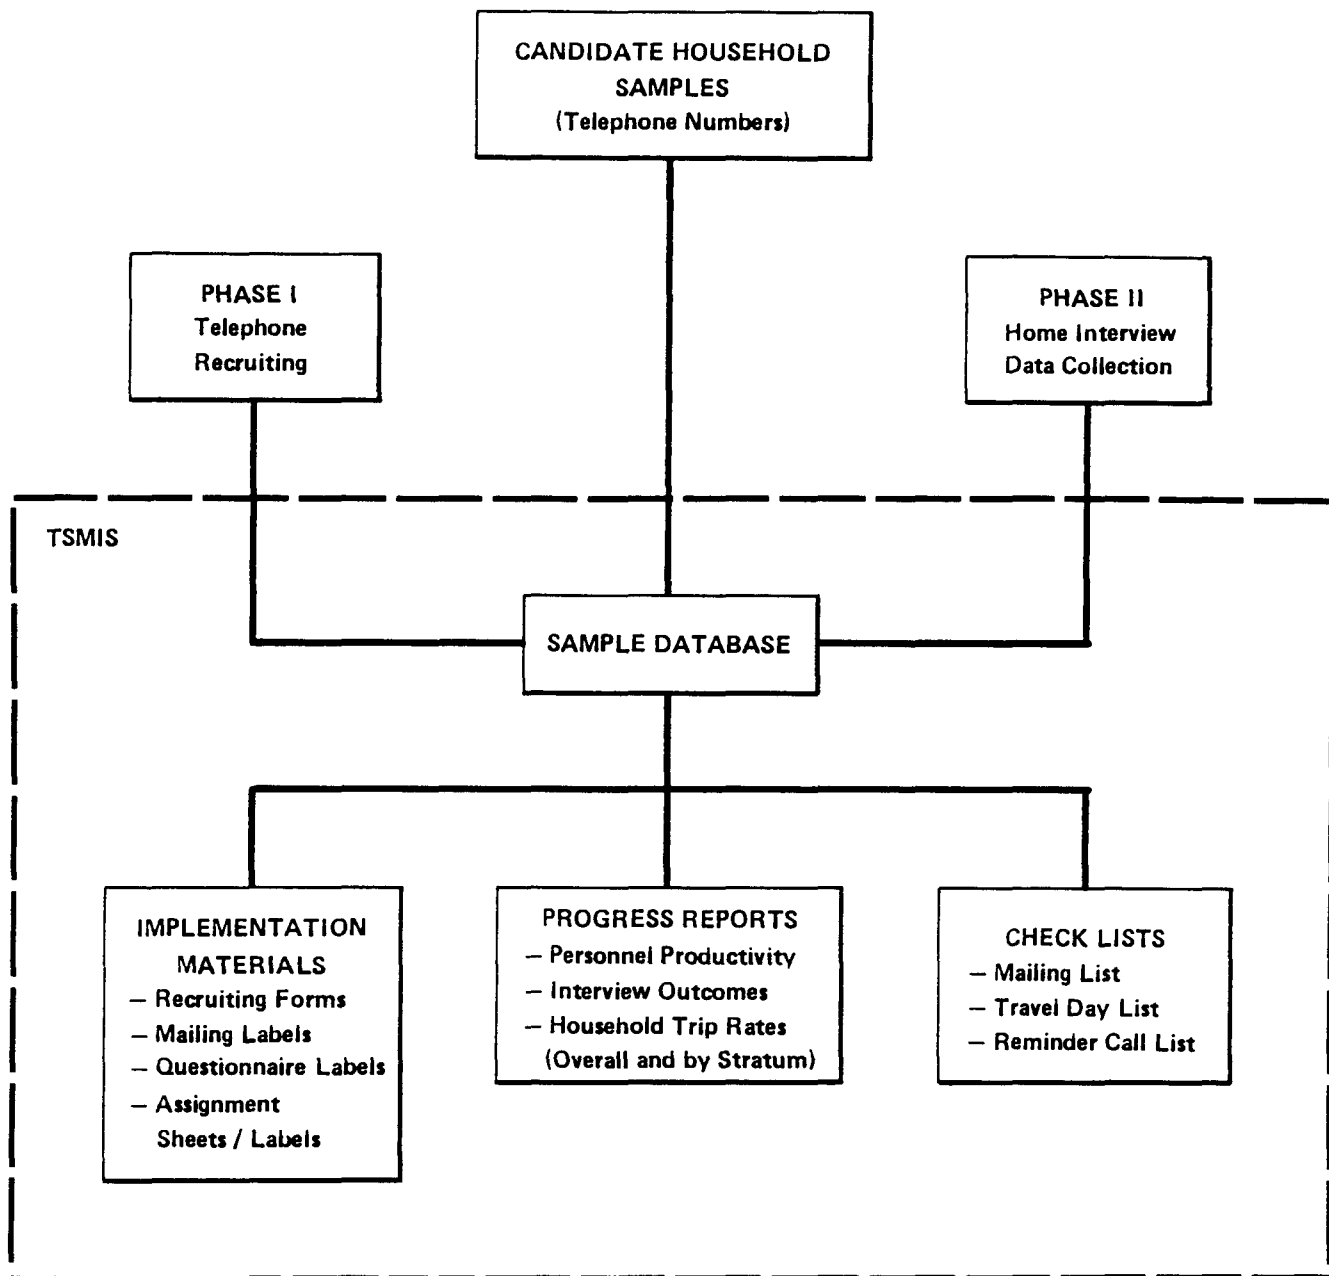 CANDIDATE HOUSEHOLD
SAMPLES
(Telephone Numbers)
PHASE I
Telephone
Recruiting
PHASE II
Home Interview
Data Collection
TSMIS
SAMPLE DATABASE
IMPLEMENTATION
MATERIALS
– Recruiting Forms
– Mailing Labels
– Questionnaire Labels
– Assignment
Sheets / Labels
PROGRESS REPORTS
– Personnel Productivity
– Interview Outcomes
– Household Trip Rates
(Overall and by Stratum)
CHECK LISTS
– Mailing List
– Travel Day List
– Reminder Call List